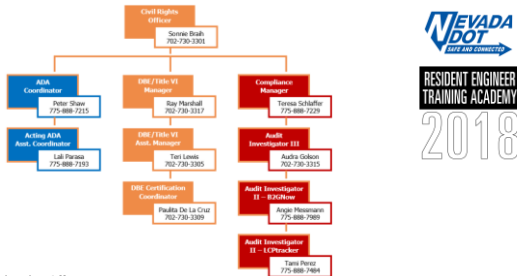 Civil Rights
Officer
Sonnie Braih
702-730-3301
ADA
Coordinator
Peter Shaw
775-888-7215
Acting ADA
Asst. Coordinator
Lali Parasa
775-888-7193
DBE/Title VI
Manager
Ray Marshall
702-730-3317
DBE/Title VI
Asst. Manager
Teri Lewis
702-730-3305
DBE Certification
Coordinator
Paulita De La Cruz
702-730-3309
Compliance
Manager
Teresa Schlaffer
775-888-7229
Audit
Investigator III
Audra Golson
702-730-3315
Audit Investigator
II – B2GNow
Angie Messmann
775-888-7989
Audit Investigator
II – LCPtracker
Tami Perez
775-888-7484
NEVADA
DOT
SAFE AND CONNECTED
RESIDENT ENGINEER
TRAINING ACADEMY
2018